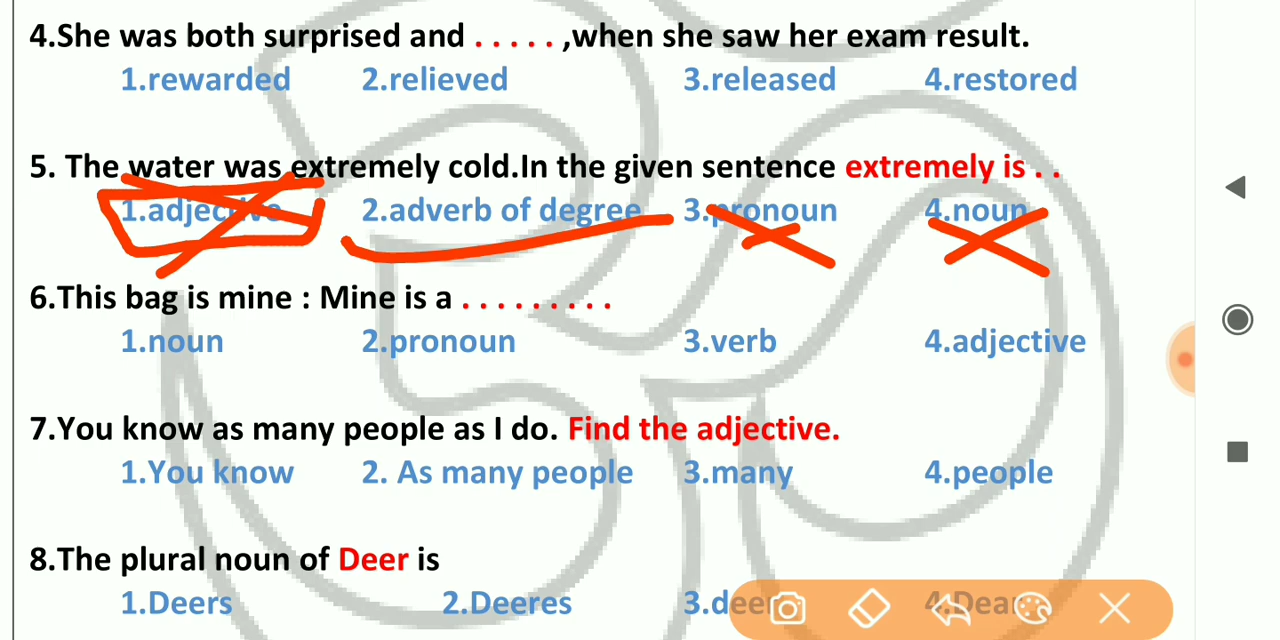 4.She was both surprised and . . . . . ,when she saw her exam result.
1.rewarded 2.relieved 3.released 4.restored
5. The water was extremely cold.In the given sentence extremely is . .
1.adjective 2.adverb of degree 3.pronoun 4.noun
6.This bag is mine : Mine is a . . . . . . . . .
1.noun 2.pronoun 3.verb 4.adjective
7.You know as many people as I do. Find the adjective.
1.You know 2. As many people 3.many 4.people
8.The plural noun of Deer is
1.Deers 2.Deeres 3.deer